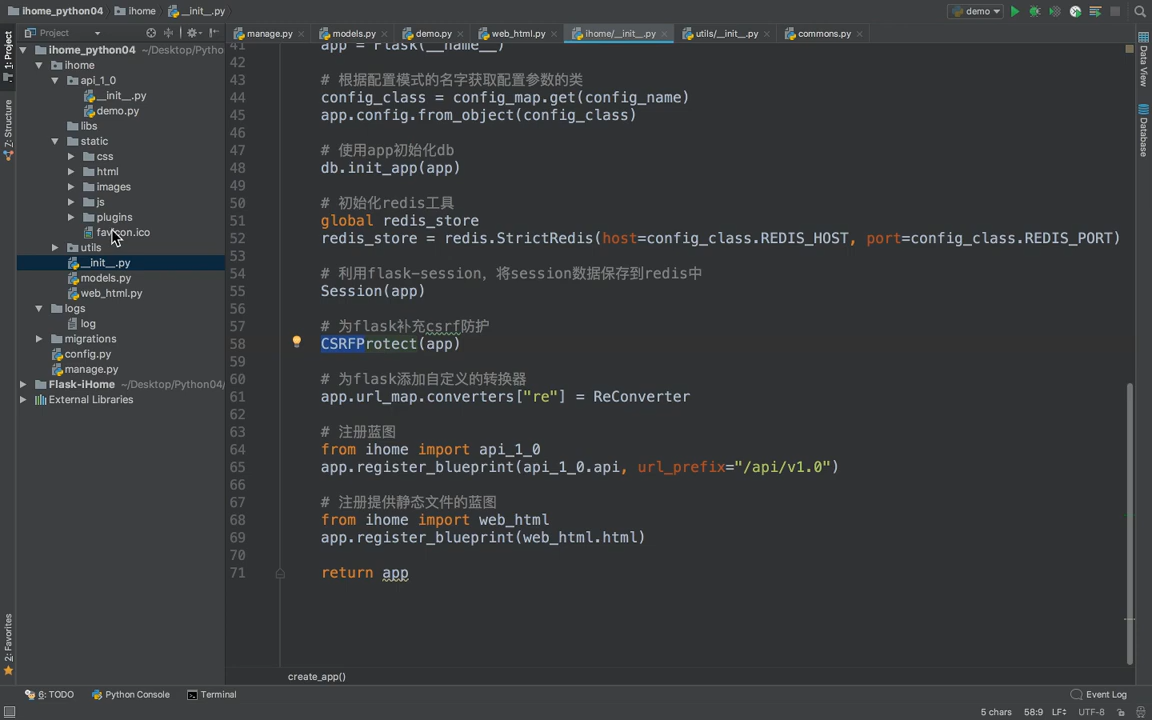 ihome_python04 ihome __init__.py
demo
Project
manage.py models.py demo.py web_html.py ihome/__init__.py utils/__init__.py commons.py
1: Project
Z: Structure
2: Favorites
Data View
Database
ihome_python04 ~/Desktop/Pytho
ihome
api_1_0
__init__.py
demo.py
libs
static
css
html
images
js
plugins
favicon.ico
utils
__init__.py
models.py
web_html.py
logs
log
migrations
config.py
manage.py
Flask-iHome ~/Desktop/Python04/
External Libraries
41 app = Flask(__name__)
42
43 # 根据配置模式的名字获取配置参数的类
44 config_class = config_map.get(config_name)
45 app.config.from_object(config_class)
46
47 # 使用app初始化db
48 db.init_app(app)
49
50 # 初始化redis工具
51 global redis_store
52 redis_store = redis.StrictRedis(host=config_class.REDIS_HOST, port=config_class.REDIS_PORT)
53
54 # 利用flask-session, 将session数据保存到redis中
55 Session(app)
56
57 # 为flask补充csrf防护
58 CSRFProtect(app)
59
60 # 为flask添加自定义的转换器
61 app.url_map.converters["re"] = ReConverter
62
63 # 注册蓝图
64 from ihome import api_1_0
65 app.register_blueprint(api_1_0.api, url_prefix="/api/v1.0")
66
67 # 注册提供静态文件的蓝图
68 from ihome import web_html
69 app.register_blueprint(web_html.html)
70
71 return app
create_app()
6: TODO Python Console Terminal Event Log
5 chars 58:9 LF UTF-8